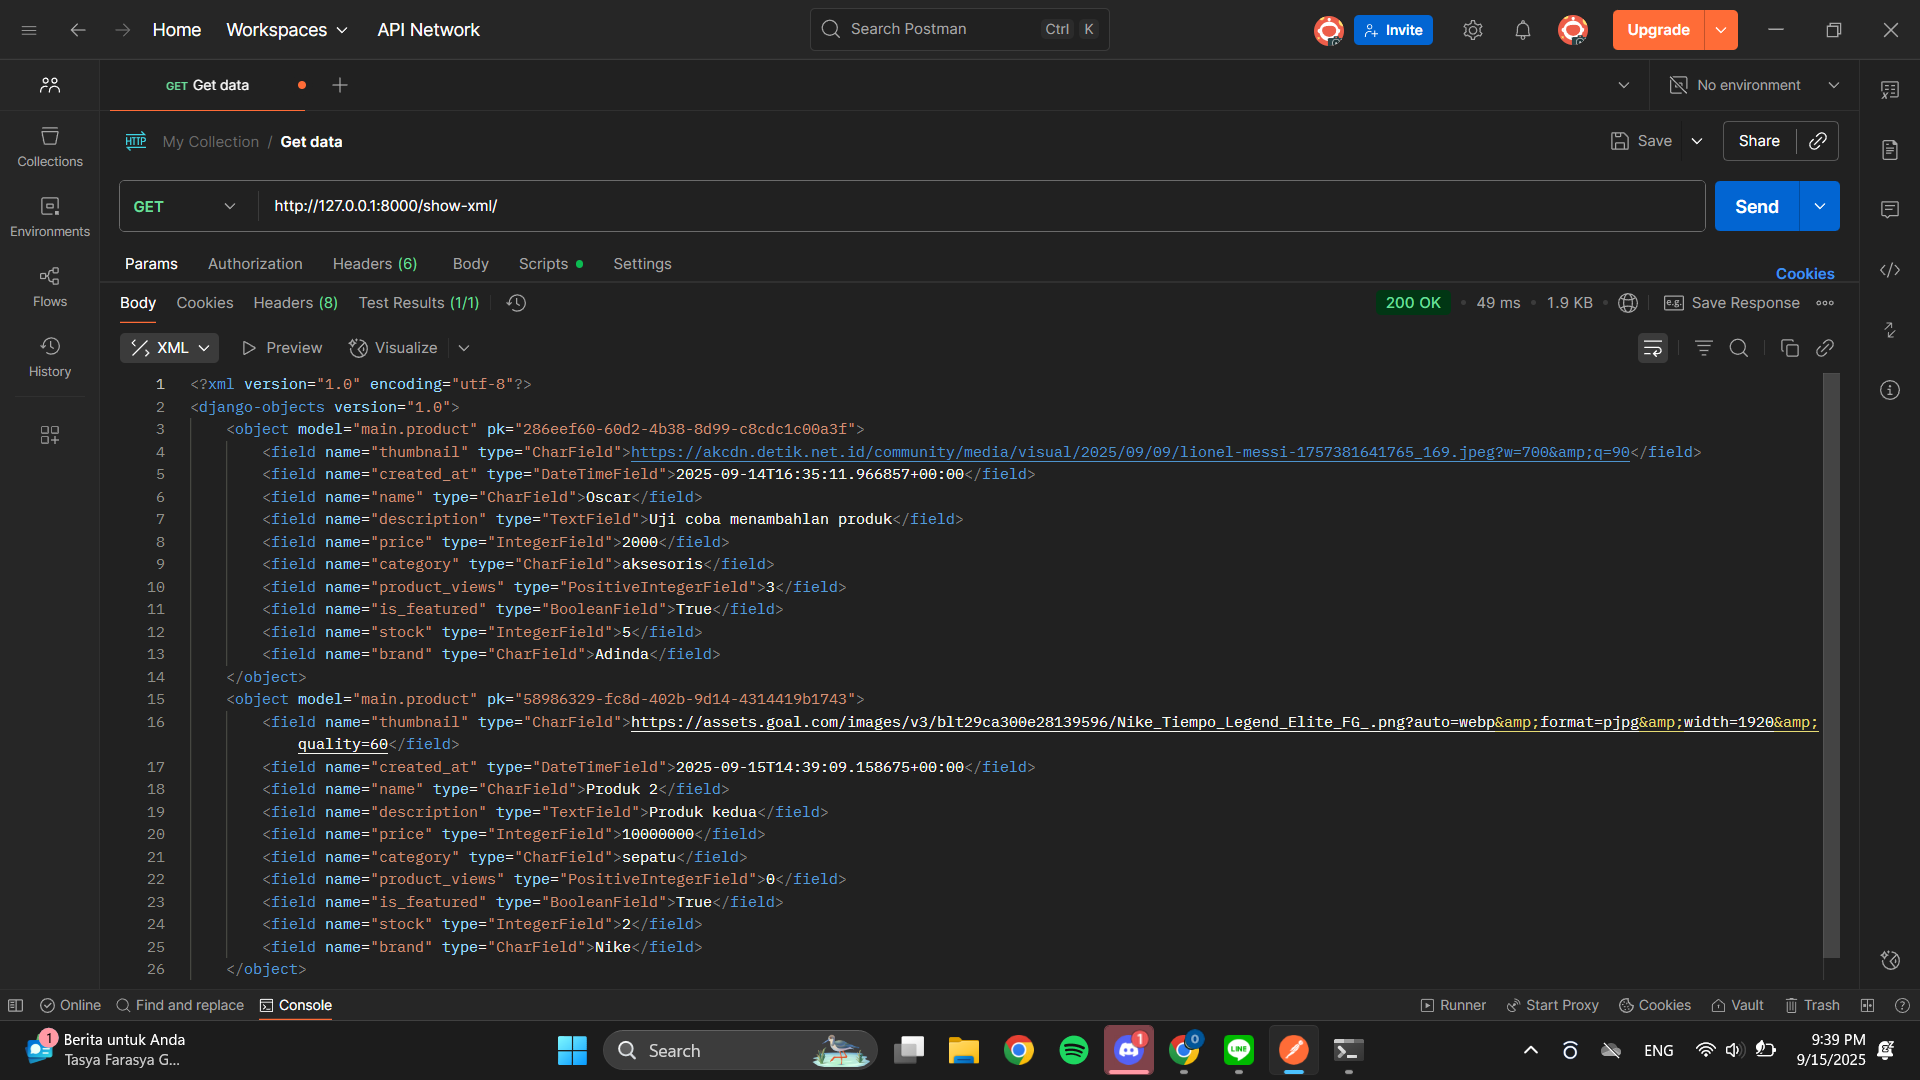 Home Workspaces API Network Search Postman Ctrl K Invite Upgrade
GET Get data No environment
HTTP My Collection / Get data Save Share
GET http://127.0.0.1:8000/show-xml/ Send
Params Authorization Headers (6) Body Scripts Settings Cookies
Body Cookies Headers (8) Test Results (1/1) 200 OK 49 ms 1.9 KB e.g. Save Response
XML Preview Visualize
Collections
Environments
Flows
History
1 <?xml version="1.0" encoding="utf-8"?>
2 <django-objects version="1.0">
3 <object model="main.product" pk="286eef60-60d2-4b38-8d99-c8cdc1c00a3f">
4 <field name="thumbnail" type="CharField">https://akcdn.detik.net.id/community/media/visual/2025/09/09/lionel-messi-1757381641765_169.jpeg?w=700&amp;q=90</field>
5 <field name="created_at" type="DateTimeField">2025-09-14T16:35:11.966857+00:00</field>
6 <field name="name" type="CharField">Oscar</field>
7 <field name="description" type="TextField">Uji coba menambahlan produk</field>
8 <field name="price" type="IntegerField">2000</field>
9 <field name="category" type="CharField">aksesoris</field>
10 <field name="product_views" type="PositiveIntegerField">3</field>
11 <field name="is_featured" type="BooleanField">True</field>
12 <field name="stock" type="IntegerField">5</field>
13 <field name="brand" type="CharField">Adinda</field>
14 </object>
15 <object model="main.product" pk="58986329-fc8d-402b-9d14-4314419b1743">
16 <field name="thumbnail" type="CharField">https://assets.goal.com/images/v3/blt29ca300e28139596/Nike_Tiempo_Legend_Elite_FG_.png?auto=webp&amp;format=pjpg&amp;width=1920&amp;
quality=60</field>
17 <field name="created_at" type="DateTimeField">2025-09-15T14:39:09.158675+00:00</field>
18 <field name="name" type="CharField">Produk 2</field>
19 <field name="description" type="TextField">Produk kedua</field>
20 <field name="price" type="IntegerField">10000000</field>
21 <field name="category" type="CharField">sepatu</field>
22 <field name="product_views" type="PositiveIntegerField">0</field>
23 <field name="is_featured" type="BooleanField">True</field>
24 <field name="stock" type="IntegerField">2</field>
25 <field name="brand" type="CharField">Nike</field>
26 </object>
Online Find and replace Console Runner Start Proxy Cookies Vault Trash
1 Berita untuk Anda
Tasya Farasya G...
Search 1 0 LINE ENG
9:39 PM
9/15/2025